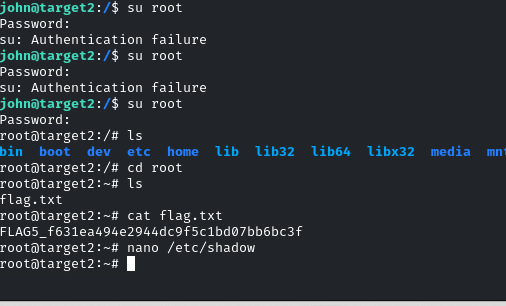 john@target2:/$ su root
Password:
su: Authentication failure
john@target2:/$ su root
Password:
su: Authentication failure
john@target2:/$ su root
Password:
root@target2:/# ls
bin boot dev etc home lib lib32 lib64 libx32 media mn
root@target2:/# cd root
root@target2:~# ls
flag.txt
root@target2:~# cat flag.txt
FLAG5_f631ea494e2944dc9f5c1bd07bb6bc3f
root@target2:~# nano /etc/shadow
root@target2:~#